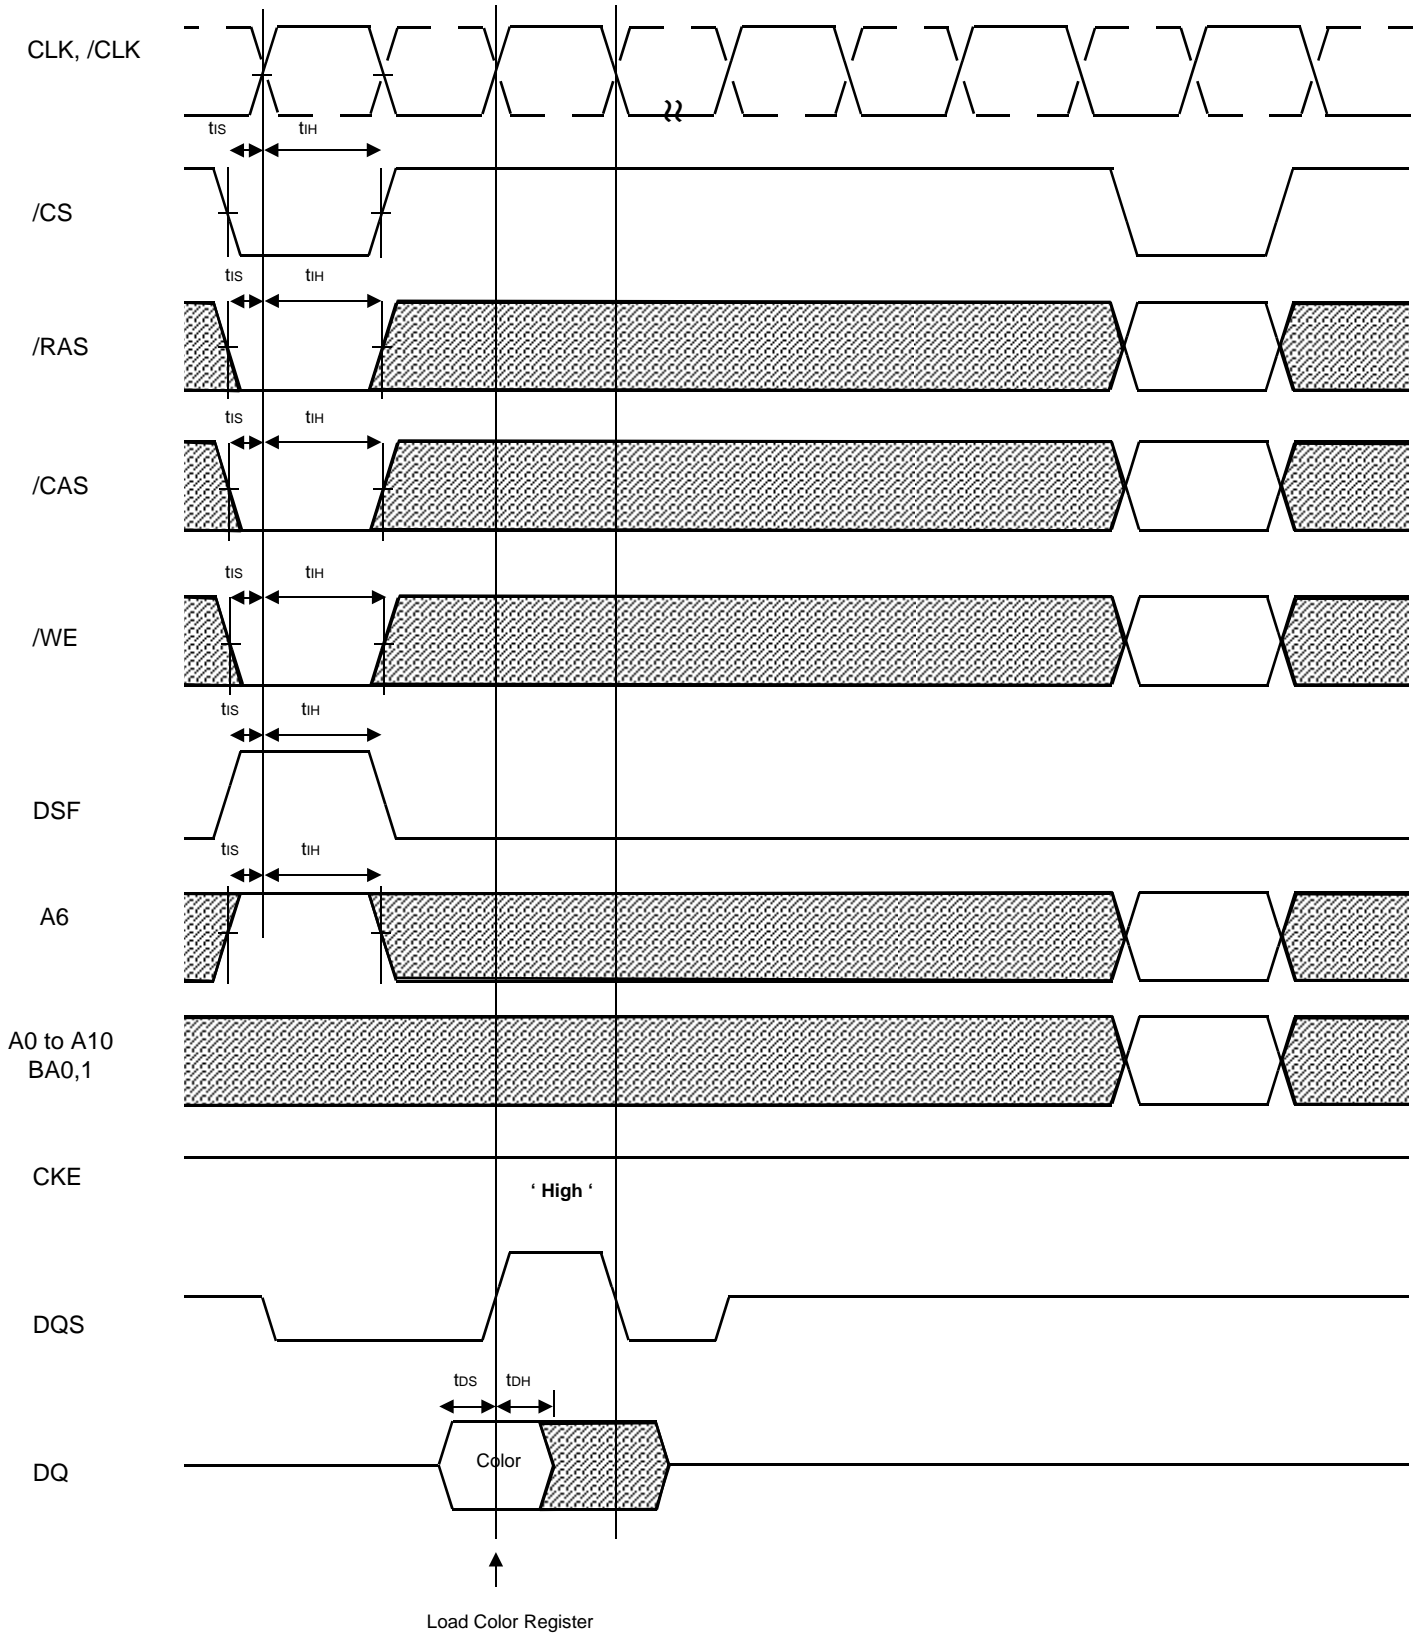 CLK, /CLK
tIS tIH
/CS
tIS tIH
/RAS
tIS tIH
/CAS
tIS tIH
/WE
tIS tIH
DSF
tIS tIH
A6
A0 to A10
BA0,1
CKE
‘ High ‘
DQS
tDS tDH
Color
DQ
Load Color Register